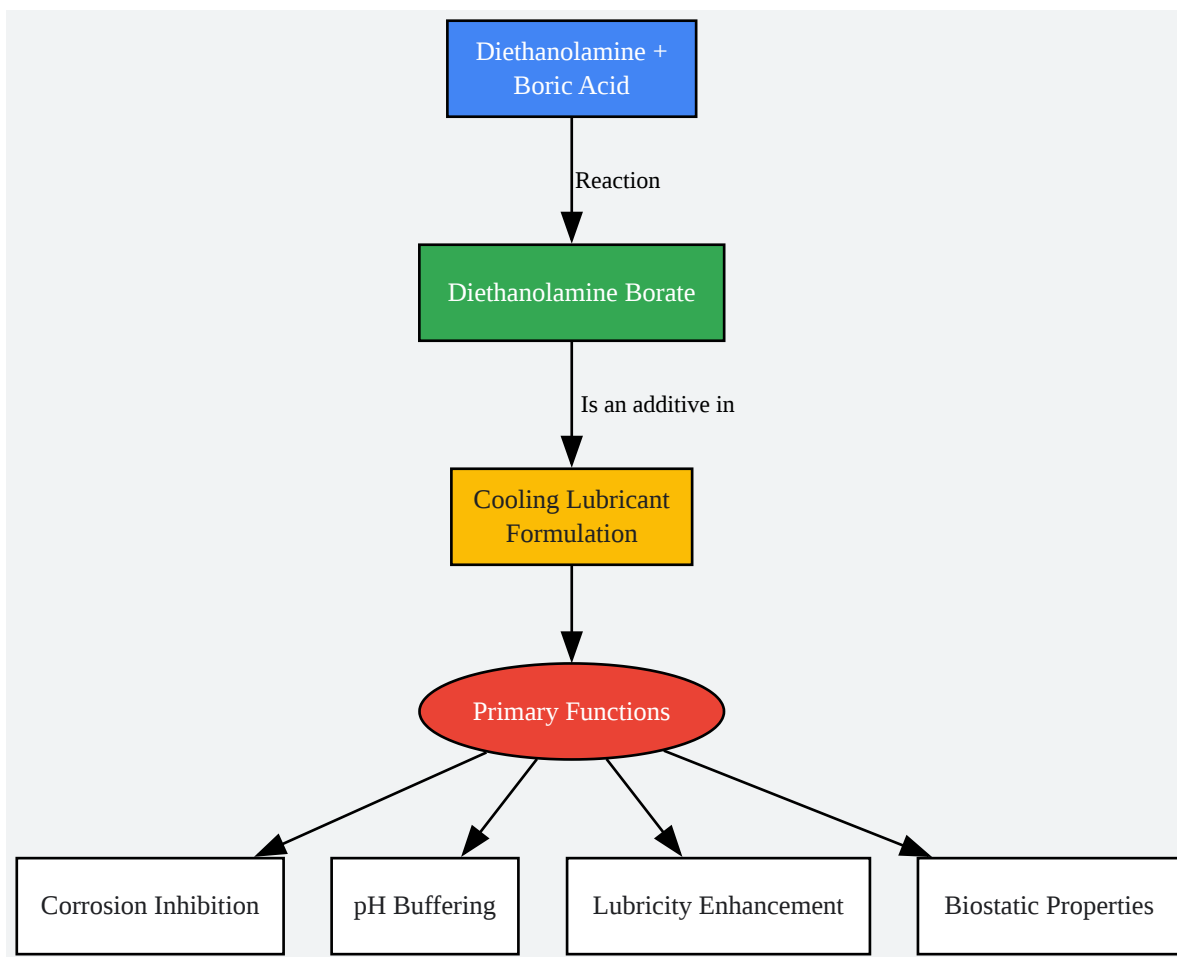 Diethanolamine +
Boric Acid
Reaction
Diethanolamine Borate
Is an additive in
Cooling Lubricant
Formulation
Primary Functions
Corrosion Inhibition
pH Buffering
Lubricity Enhancement
Biostatic Properties